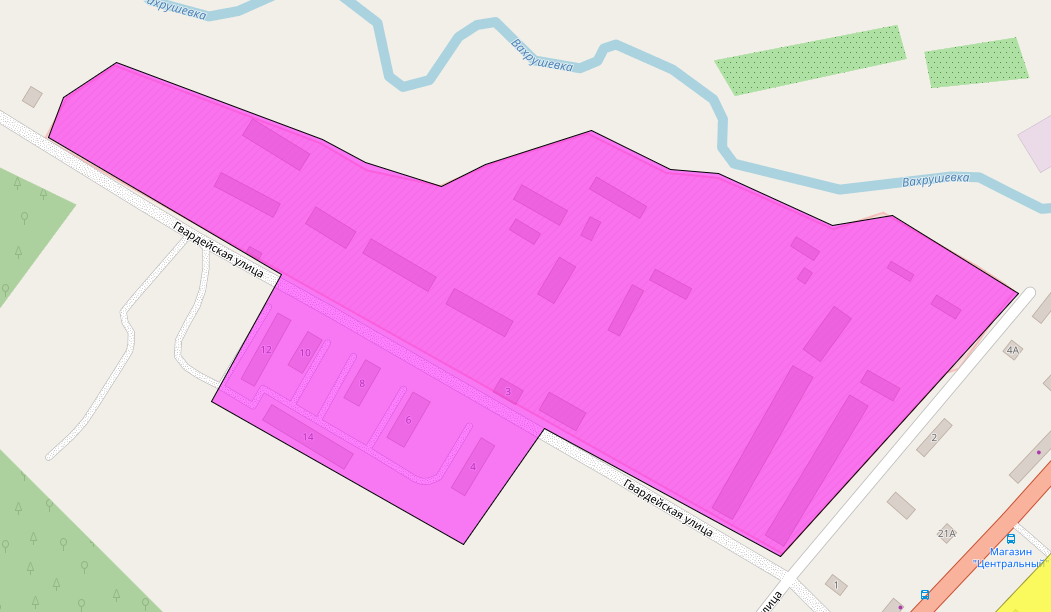 Вахрушевка
Вахрушевка
Вахрушевка
Гвардейская улица
12
10
8
6
4
14
3
4А
2
Гвардейская улица
21А
Магазин
"Центральный"
1
улица